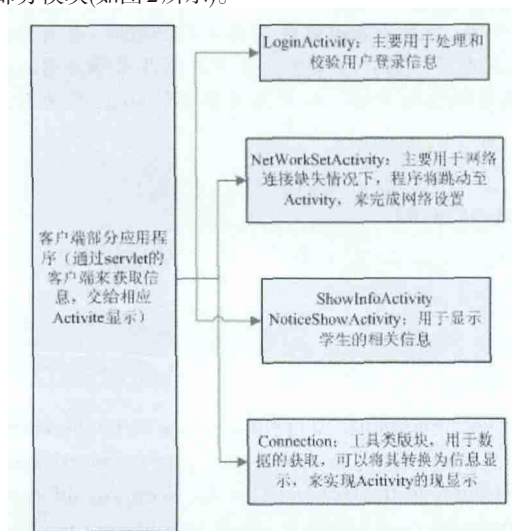 部分模块(如图2所示)。
LoginActivity：主要用于处理和
校验用户登录信息
NetWorkSetActivity：主要用于网络
连接缺失情况下，程序将跳动至
Activity，来完成网络设置
客户端部分应用程
序（通过servlet的
客户端来获取信
息，交给相应
Activite显示）
ShowInfoActivity
NoticeShowActivity：用于显示
学生的相关信息
Connection：工具类版块，用于数
据的获取，可以将其转换为信息显
示，来实现Acitivity的现显示